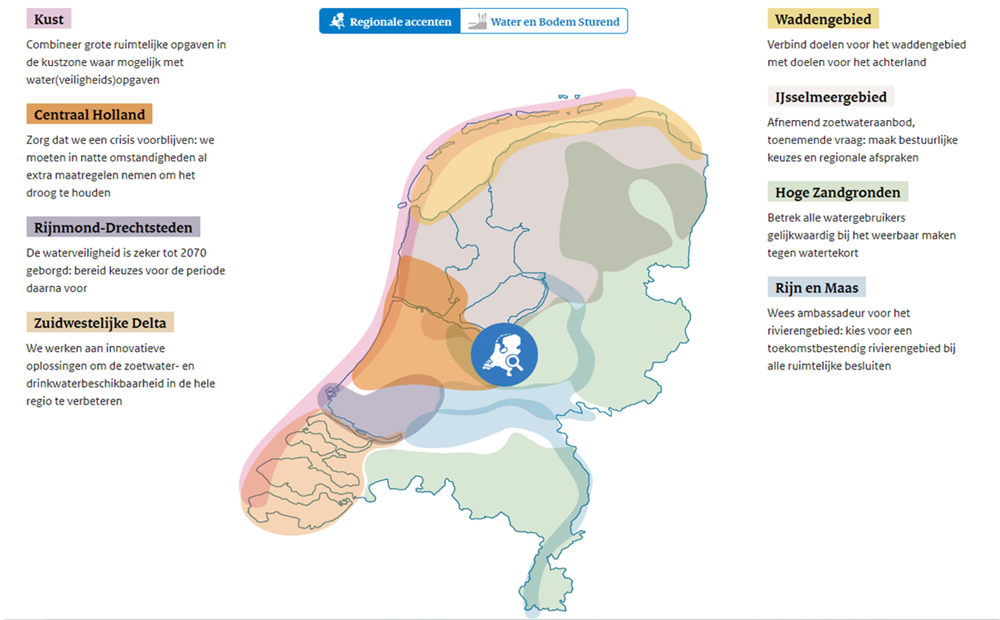 Regionale accenten
Water en Bodem Sturend
Kust
Combineer grote ruimtelijke opgaven in
de kustzone waar mogelijk met
water(veiligheids)opgaven
Centraal Holland
Zorg dat we een crisis voorblijven: we
moeten in natte omstandigheden al
extra maatregelen nemen om het
droog te houden
Rijnmond-Drechtsteden
De waterveiligheid is zeker tot 2070
geborgd: bereid keuzes voor de periode
daarna voor
Zuidwestelijke Delta
We werken aan innovatieve
oplossingen om de zoetwater- en
drinkwaterbeschikbaarheid in de hele
regio te verbeteren
Waddengebied
Verbind doelen voor het waddengebied
met doelen voor het achterland
IJsselmeergebied
Afnemend zoetwateraanbod,
toenemende vraag: maak bestuurlijke
keuzes en regionale afspraken
Hoge Zandgronden
Betrek alle watergebruikers
gelijkwaardig bij het weerbaar maken
tegen watertekort
Rijn en Maas
Wees ambassadeur voor het
rivierengebied: kies voor een
toekomstbestendig rivierengebied bij
alle ruimtelijke besluiten